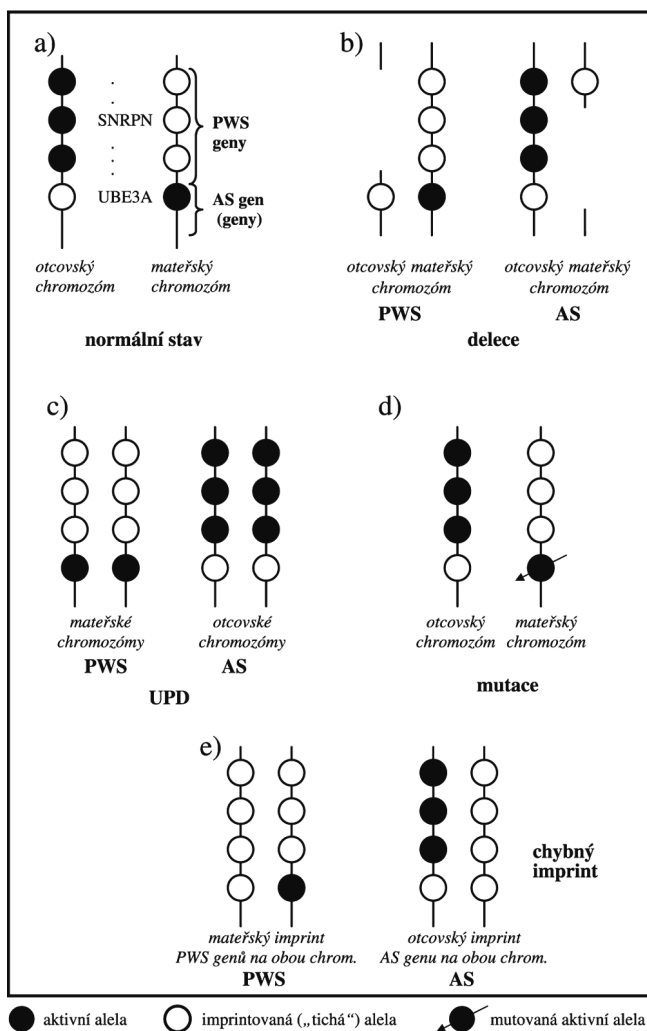 a)
SNRPN
PWS
geny
UBE3A
AS gen
(geny)
otcovský mateřský
chromozóm chromozóm
normální stav
b)
otcovský mateřský otcovský mateřský
chromozóm chromozóm
PWS AS
delece
c)
mateřské otcovské
chromozómy chromozómy
PWS AS
UPD
d)
otcovský mateřský
chromozóm chromozóm
mutace
e)
chybný
imprint
mateřský imprint otcovský imprint
PWS genů na obou chrom. AS genu na obou chrom.
PWS AS
aktivní alela imprintovaná („tichá“) alela mutovaná aktivní alela